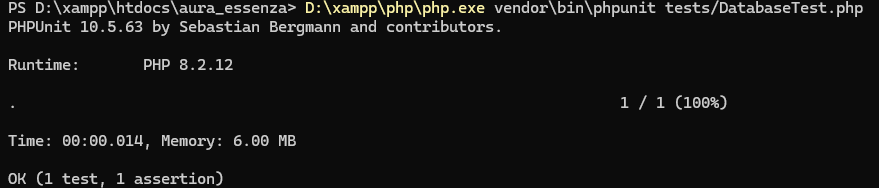 PS D:\xampp\htdocs\aura_essenza> D:\xampp\php\php.exe vendor\bin\phpunit tests/DatabaseTest.php
PHPUnit 10.5.63 by Sebastian Bergmann and contributors.
Runtime:       PHP 8.2.12
.                                                                   1 / 1 (100%)
Time: 00:00.014, Memory: 6.00 MB
OK (1 test, 1 assertion)